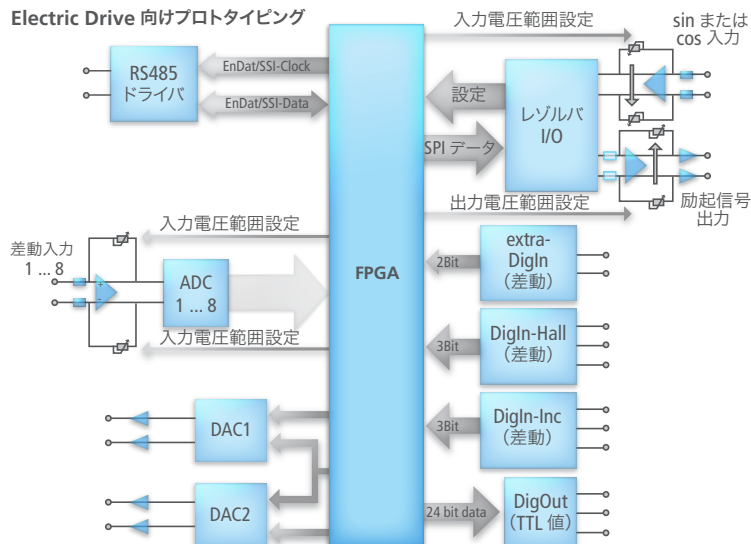 Electric Drive 向けプロトタイピング
入力電圧範囲設定
sin または
cos 入力
RS485
ドライバ
EnDat/SSI-Clock
EnDat/SSI-Data
設定
レゾルバ
I/O
SPI データ
励起信号
出力
出力電圧範囲設定
入力電圧範囲設定
差動入力
1 ... 8
+
-
ADC
1 ... 8
入力電圧範囲設定
FPGA
2Bit
extra-
DigIn
（差動）
3Bit
DigIn-Hall
（差動）
3Bit
DigIn-Inc
（差動）
DAC1
DAC2
24 bit data
DigOut
（TTL 値）